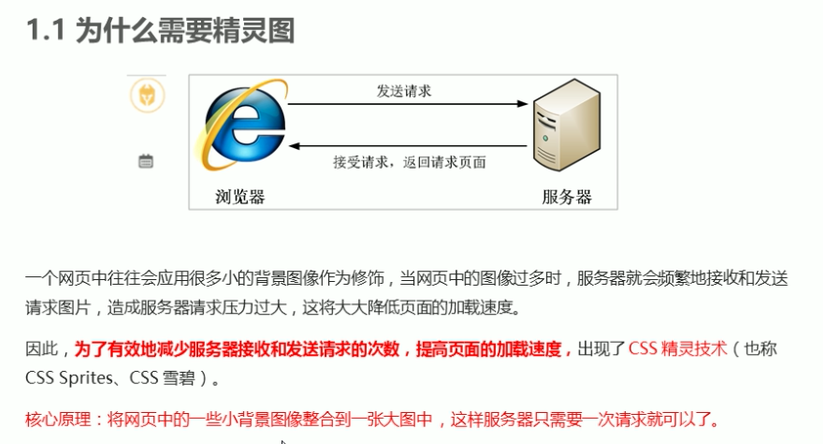 1.1 为什么需要精灵图
发送请求
接受请求，返回请求页面
浏览器
服务器
一个网页中往往会应用很多小的背景图像作为修饰，当网页中的图像过多时，服务器就会频繁地接收和发送
请求图片，造成服务器请求压力过大，这将大大降低页面的加载速度。
因此，为了有效地减少服务器接收和发送请求的次数，提高页面的加载速度，出现了 CSS 精灵技术（也称
CSS Sprites、CSS 雪碧）。
核心原理：将网页中的一些小背景图像整合到一张大图中，这样服务器只需要一次请求就可以了。